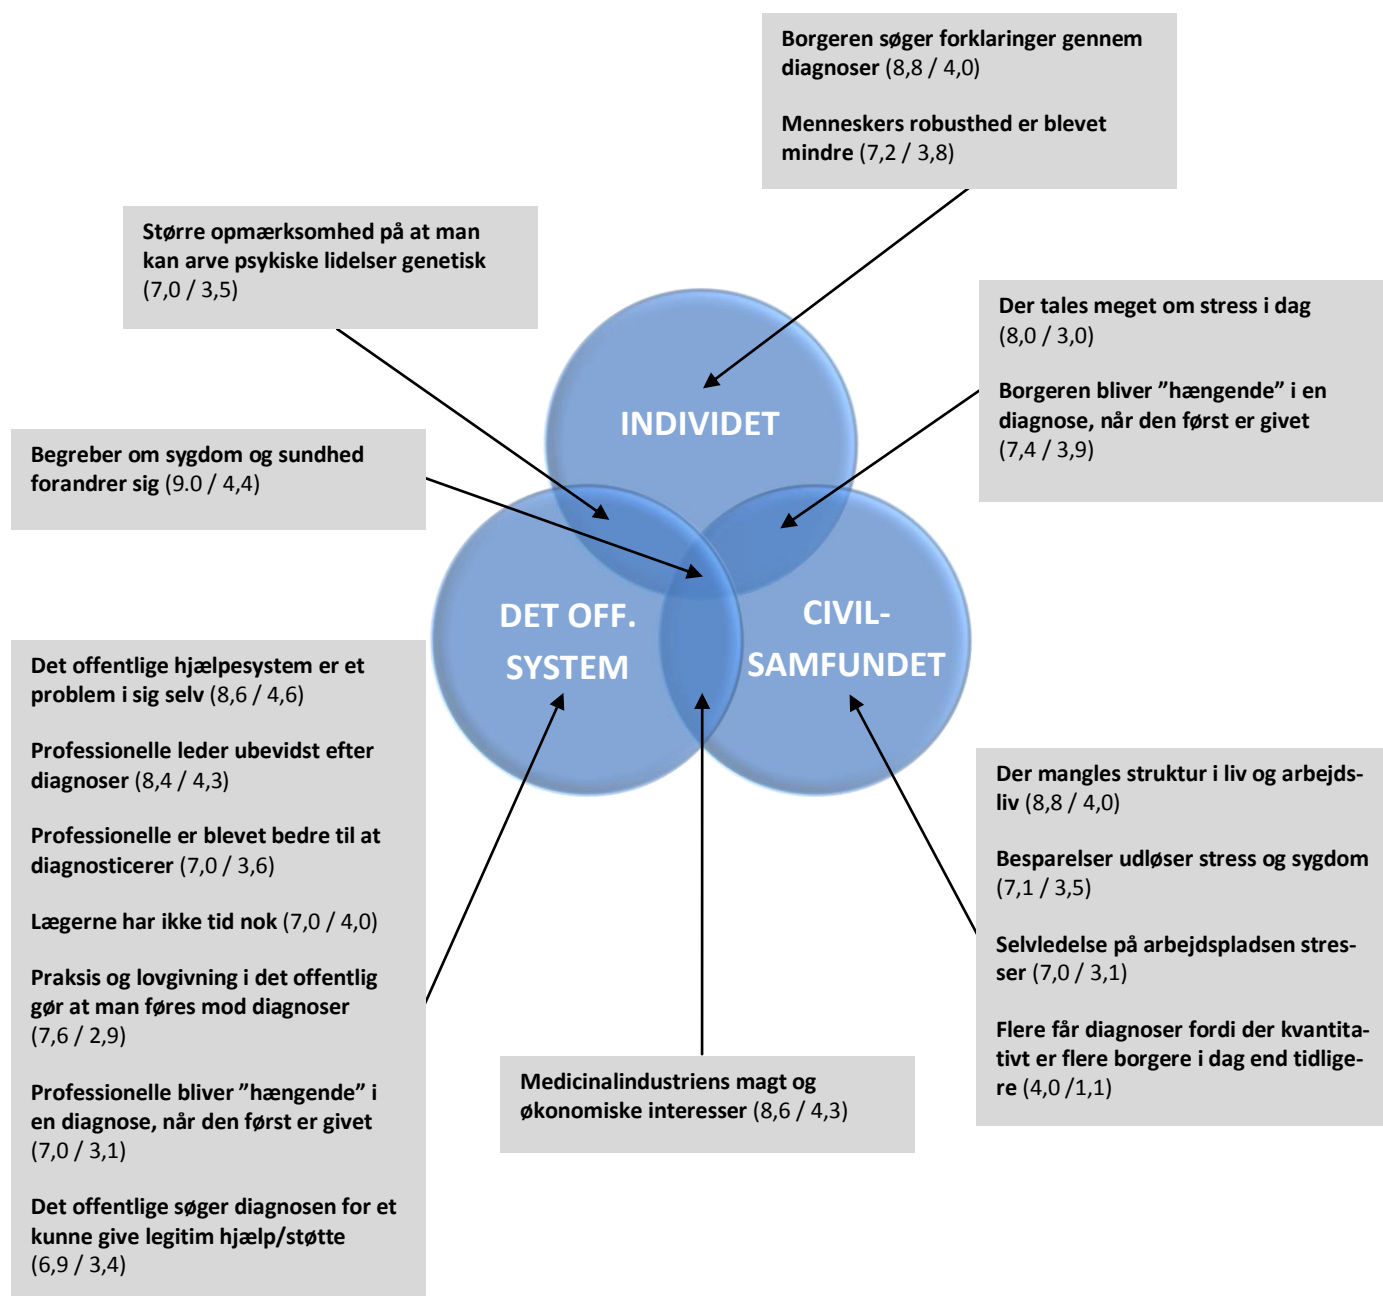 Borgeren søger forklaringer gennem
diagnoser (8,8 / 4,0)
Menneskers robusthed er blevet
mindre (7,2 / 3,8)
Større opmærksomhed på at man
kan arve psykiske lidelser genetisk
(7,0 / 3,5)
Der tales meget om stress i dag
(8,0 / 3,0)
Borgeren bliver ”hængende” i en
diagnose, når den først er givet
(7,4 / 3,9)
Begreber om sygdom og sundhed
forandrer sig (9.0 / 4,4)
INDIVIDET
DET OFF.
SYSTEM
CIVIL-
SAMFUNDET
Det offentlige hjælpesystem er et
problem i sig selv (8,6 / 4,6)
Professionelle leder ubevidst efter
diagnoser (8,4 / 4,3)
Professionelle er blevet bedre til at
diagnosticerer (7,0 / 3,6)
Lægerne har ikke tid nok (7,0 / 4,0)
Praksis og lovgivning i det offentlig
gør at man føres mod diagnoser
(7,6 / 2,9)
Professionelle bliver ”hængende” i
en diagnose, når den først er givet
(7,0 / 3,1)
Det offentlige søger diagnosen for et
kunne give legitim hjælp/støtte
(6,9 / 3,4)
Der mangles struktur i liv og arbejds-
liv (8,8 / 4,0)
Besparelser udløser stress og sygdom
(7,1 / 3,5)
Selvledelse på arbejdspladsen stres-
ser (7,0 / 3,1)
Flere får diagnoser fordi der kvantita-
tivt er flere borgere i dag end tidlige-
re (4,0 /1,1)
Medicinalindustriens magt og
økonomiske interesser (8,6 / 4,3)